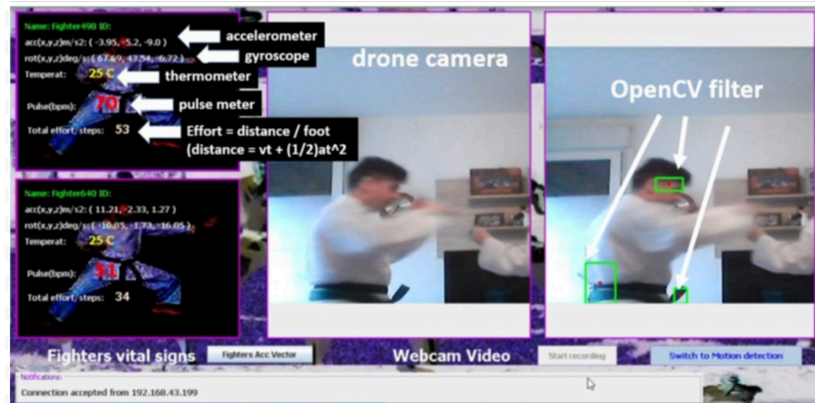 Name: Fighter490 ID:
acc(x,y,z)m/s2: ( -3.95, -5.2, -9.0 )
accelerometer
rot(x,y,z)deg/s: ( 67.69, 43.54, -6.72 )
gyroscope
Temperat: 25 C
thermometer
Pulse(bpm): 70
pulse meter
Total effort/steps: 53
Effort = distance / foot
(distance = vt + (1/2)at^2
Name: Fighter640 ID:
acc(x,y,z)m/s2: ( 11.21, -2.33, 1.27 )
rot(x,y,z)deg/s: ( -16.85, -1.73, -16.05 )
Temperat: 25 C
Pulse(bpm): 51
Total effort/steps: 34
drone camera
OpenCV filter
Fighters vital signs
Fighters Acc Vector
Webcam Video
Start recording
Switch to Motion detection
Notifications:
Connection accepted from 192.168.43.199